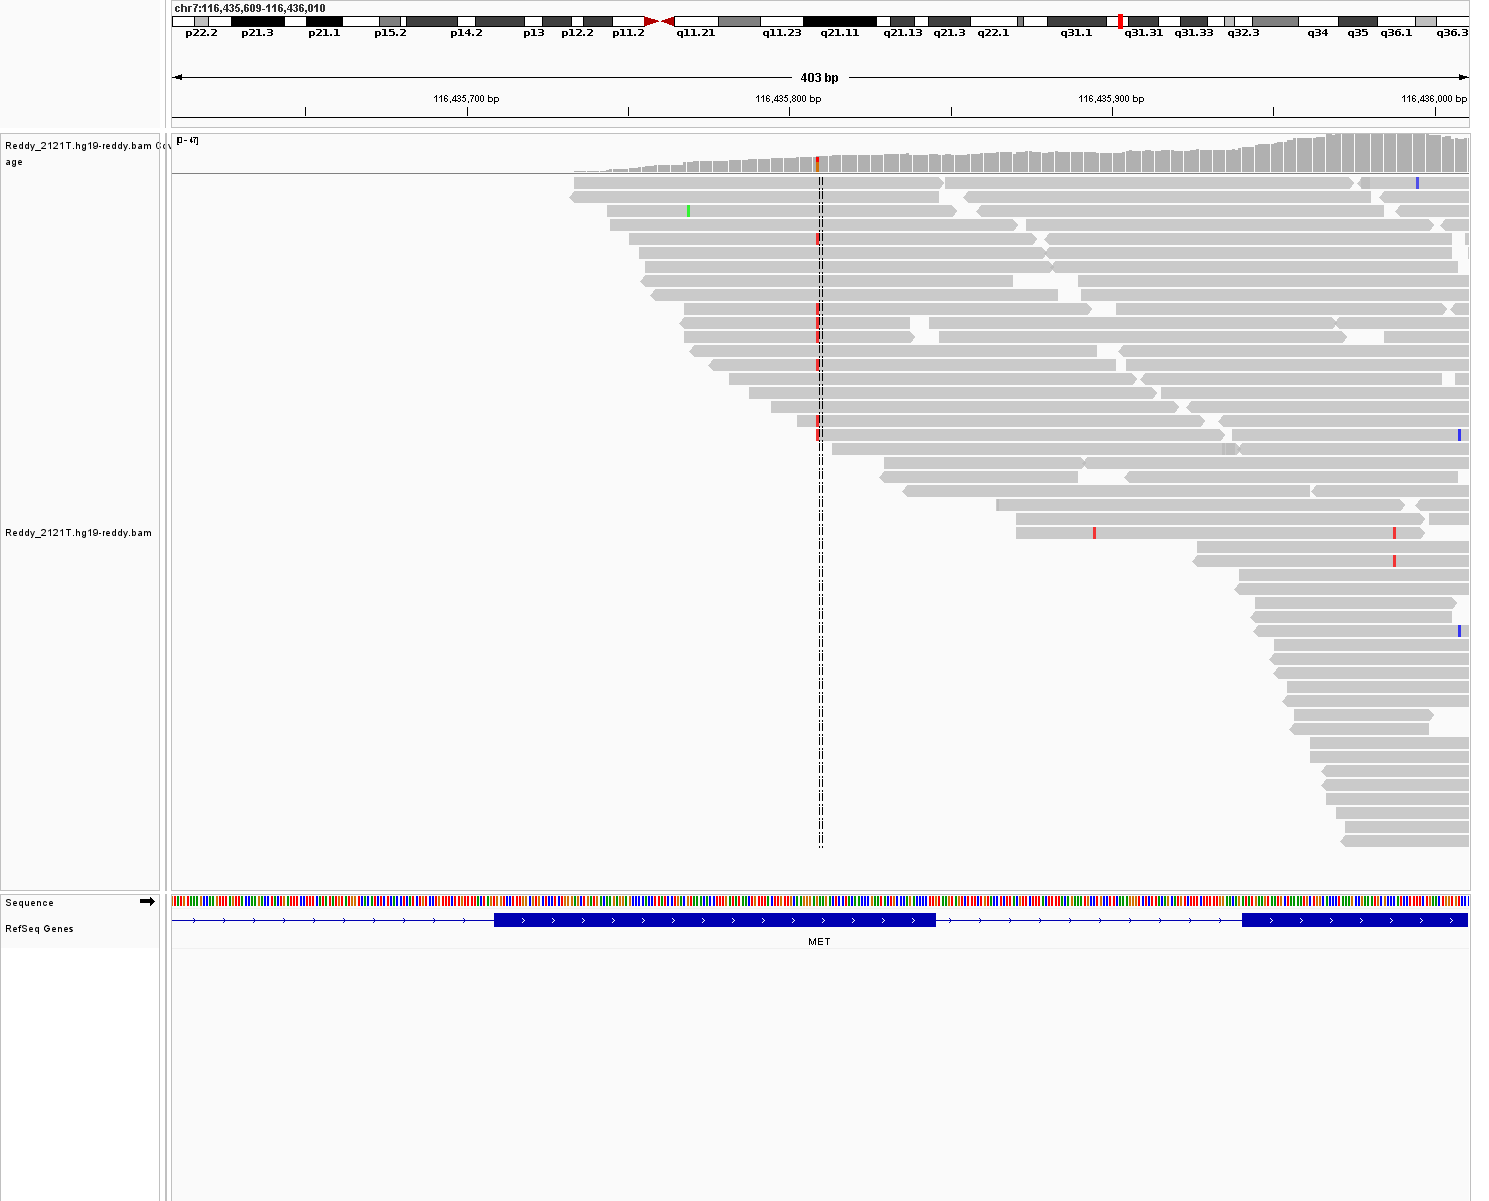 chr7:116,435,609-116,436,010
p22.2 p21.3 p21.1 p15.2 p14.2 p13 p12.2 p11.2 q11.21 q11.23 q21.11 q21.13 q21.3 q22.1 q31.1 q31.31 q31.33 q32.3 q34 q35 q36.1 q36.3
403 bp
116,435,700 bp 116,435,800 bp 116,435,900 bp 116,436,000 bp
Reddy_2121T.hg19-reddy.bam Cov
age
[0 - 47]
Reddy_2121T.hg19-reddy.bam
Sequence
RefSeq Genes
MET